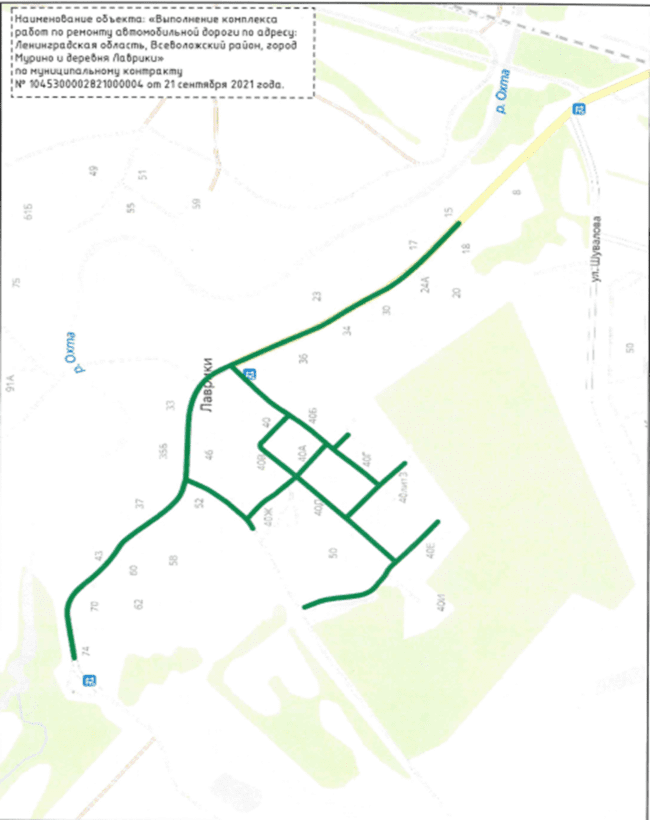 Наименование объекта: «Выполнение комплекса
работ по ремонту автомобильной дороги по адресу:
Ленинградская область, Всеволожский район, город
Мурино и деревня Лаврики»
по муниципальному контракту
№ 1045300002821000004 от 21 сентября 2021 года.
р. Охта
49
51
61Б
55
59
8
15
17
18
ул. Шувалова
75
24А
20
23
30
34
р. Охта
36
50
91А
Лаврики
33
40
40Б
35Б
46
40В
40А
40Г
37
52
40Ж
40Д
40литЗ
43
58
50
40Е
60
70
62
40И
74